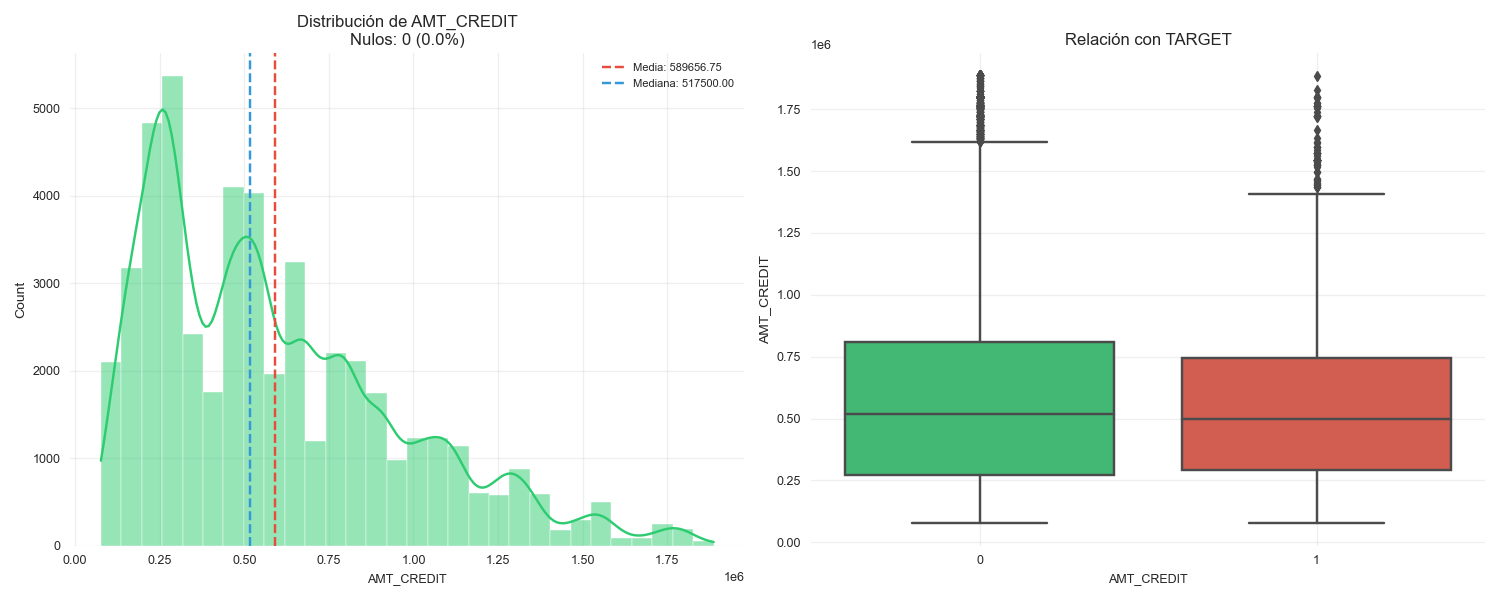 Distribución de AMT_CREDIT
Nulos: 0 (0.0%)
Media: 589656.75
Mediana: 517500.00
5000
4000
3000
2000
1000
0
Count
0.00 0.25 0.50 0.75 1.00 1.25 1.50 1.75
1e6
AMT_CREDIT
Relación con TARGET
1e6
1.75
1.50
1.25
1.00
0.75
0.50
0.25
0.00
AMT_CREDIT
0 1
AMT_CREDIT